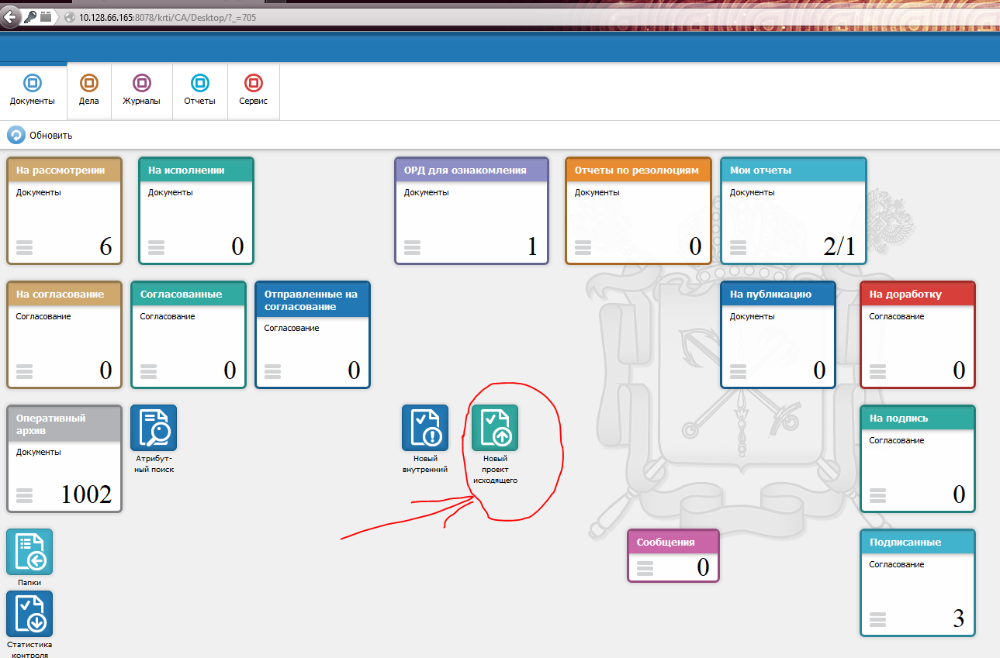 10.128.66.165:8078/krti/CA/Desktop/?_=705
Документы
Дела
Журналы
Отчеты
Сервис
Обновить
На рассмотрении
Документы
6
На исполнении
Документы
0
ОРД для ознакомления
Документы
1
Отчеты по резолюциям
Документы
0
Мои отчеты
Документы
2/1
На согласование
Согласование
0
Согласованные
Согласование
0
Отправленные на
согласование
Согласование
0
На публикацию
Документы
0
На доработку
Согласование
0
Оперативный
архив
Документы
1002
Атрибут-
ный поиск
Новый
внутренний
Новый
проект
исходящего
На подпись
Согласование
0
Папки
Сообщения
0
Подписанные
Согласование
3
Статистика
контроля